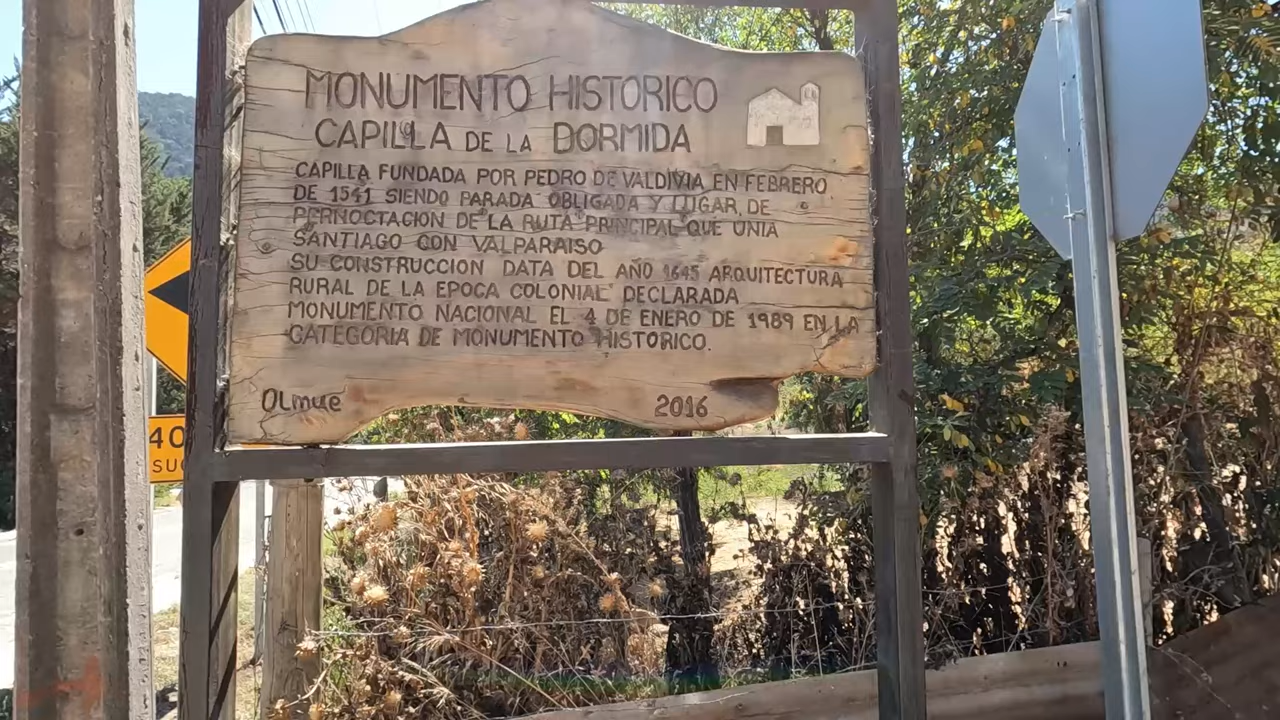 MONUMENTO HISTORICO
CAPILLA DE LA DORMIDA
CAPILLA FUNDADA POR PEDRO DE VALDIVIA EN FEBRERO
DE 1541 SIENDO PARADA OBLIGADA Y LUGAR DE
PERNOCTACION DE LA RUTA PRINCIPAL QUE UNIA
SANTIAGO CON VALPARAISO
SU CONSTRUCCION DATA DEL AÑO 1645 ARQUITECTURA
RURAL DE LA EPOCA COLONIAL DECLARADA
MONUMENTO NACIONAL EL 4 DE ENERO DE 1989 EN LA
CATEGORIA DE MONUMENTO HISTORICO.
OLmue 2016
40
SUC